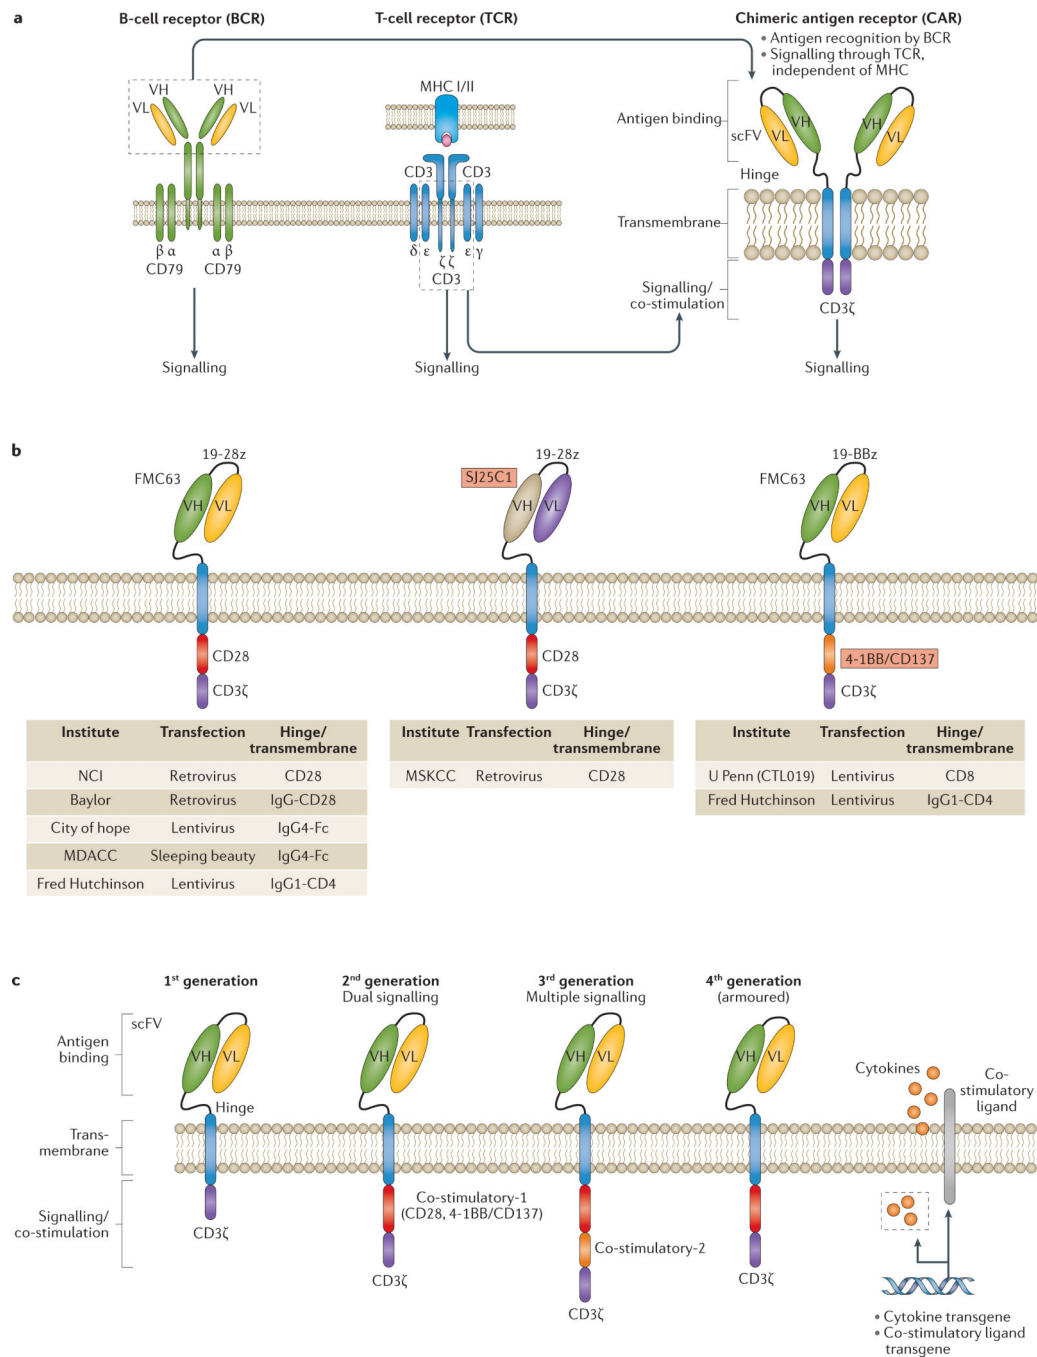 a
B-cell receptor (BCR)
T-cell receptor (TCR)
Chimeric antigen receptor (CAR)
• Antigen recognition by BCR
• Signalling through TCR,
independent of MHC
VH
VH
VL
VL
MHC I/II
CD3
CD3
β α
α β
CD79
CD79
δ ε
ζ ζ
ε γ
CD3
Signalling
Signalling
Antigen binding
scFV
VL
VH
VH
VL
Hinge
Transmembrane
Signalling/
co-stimulation
CD3ζ
Signalling
b
19-28z
FMC63
VH
VL
CD28
CD3ζ
19-28z
SJ25C1
VH
VL
CD28
CD3ζ
19-BBz
FMC63
VH
VL
4-1BB/CD137
CD3ζ
Institute Transfection Hinge/
transmembrane
NCI Retrovirus CD28
Baylor Retrovirus IgG-CD28
City of hope Lentivirus IgG4-Fc
MDACC Sleeping beauty IgG4-Fc
Fred Hutchinson Lentivirus IgG1-CD4
Institute Transfection Hinge/
transmembrane
MSKCC Retrovirus CD28
Institute Transfection Hinge/
transmembrane
U Penn (CTL019) Lentivirus CD8
Fred Hutchinson Lentivirus IgG1-CD4
c
1st generation
2nd generation
Dual signalling
3rd generation
Multiple signalling
4th generation
(armoured)
Antigen
binding
scFV
VH
VL
VH
VL
VH
VL
VH
VL
Hinge
Trans-
membrane
Signalling/
co-stimulation
CD3ζ
Co-stimulatory-1
(CD28, 4-1BB/CD137)
CD3ζ
Co-stimulatory-2
CD3ζ
CD3ζ
Cytokines
Co-
stimulatory
ligand
• Cytokine transgene
• Co-stimulatory ligand
transgene